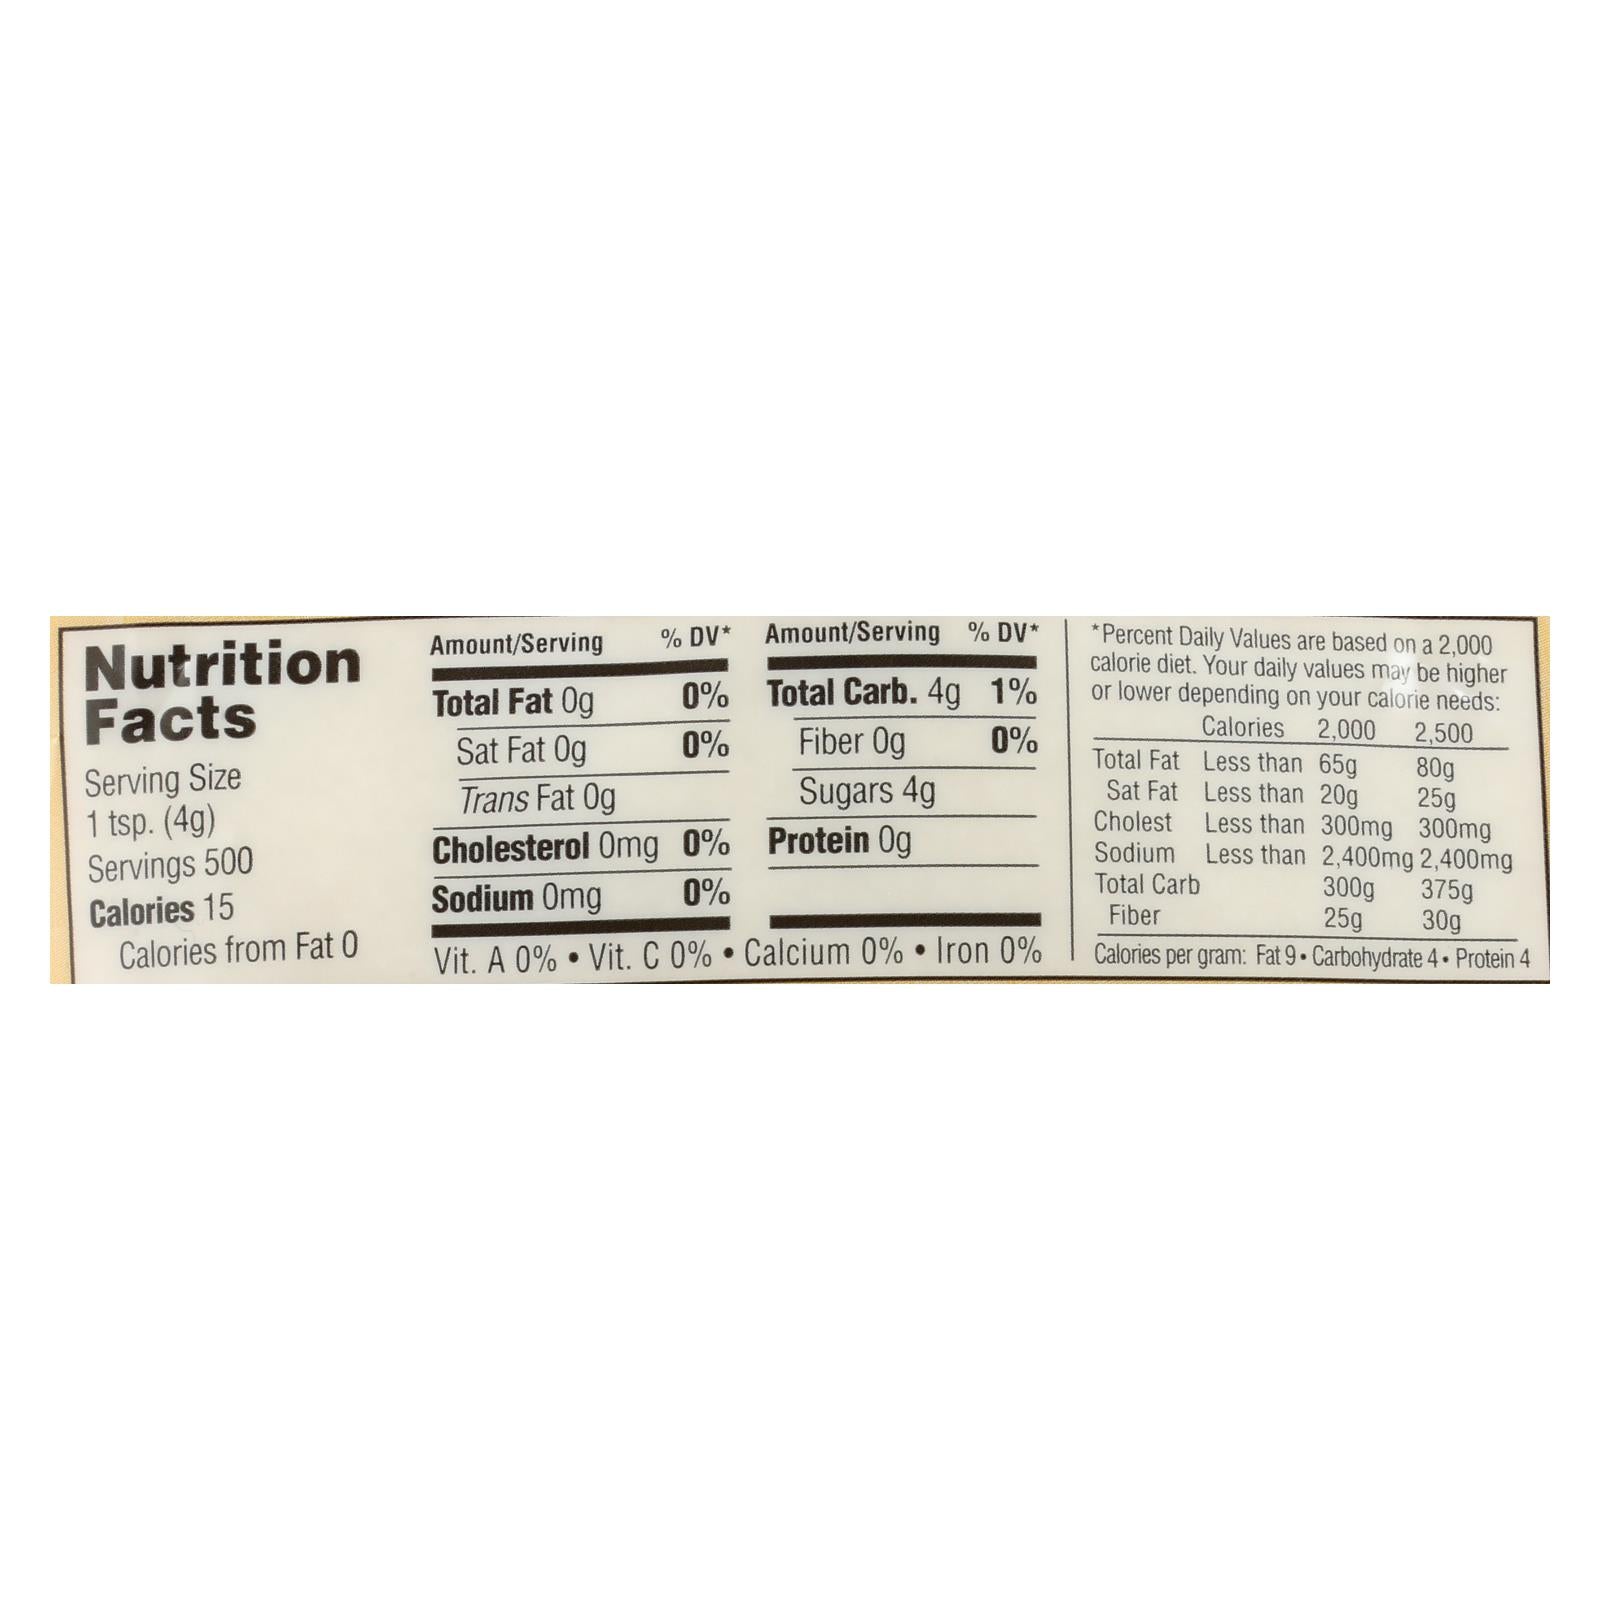 Nutrition
Facts
Serving Size
1 tsp. (4g)
Servings 500
Calories 15
Calories from Fat 0
Amount/Serving % DV*
Total Fat 0g 0%
Sat Fat 0g 0%
Trans Fat 0g
Cholesterol 0mg 0%
Sodium 0mg 0%
Amount/Serving % DV*
Total Carb. 4g 1%
Fiber 0g 0%
Sugars 4g
Protein 0g
Vit. A 0% • Vit. C 0% • Calcium 0% • Iron 0%
*Percent Daily Values are based on a 2,000
calorie diet. Your daily values may be higher
or lower depending on your calorie needs:
Calories 2,000 2,500
Total Fat Less than 65g 80g
Sat Fat Less than 20g 25g
Cholest Less than 300mg 300mg
Sodium Less than 2,400mg 2,400mg
Total Carb 300g 375g
Fiber 25g 30g
Calories per gram: Fat 9 • Carbohydrate 4 • Protein 4